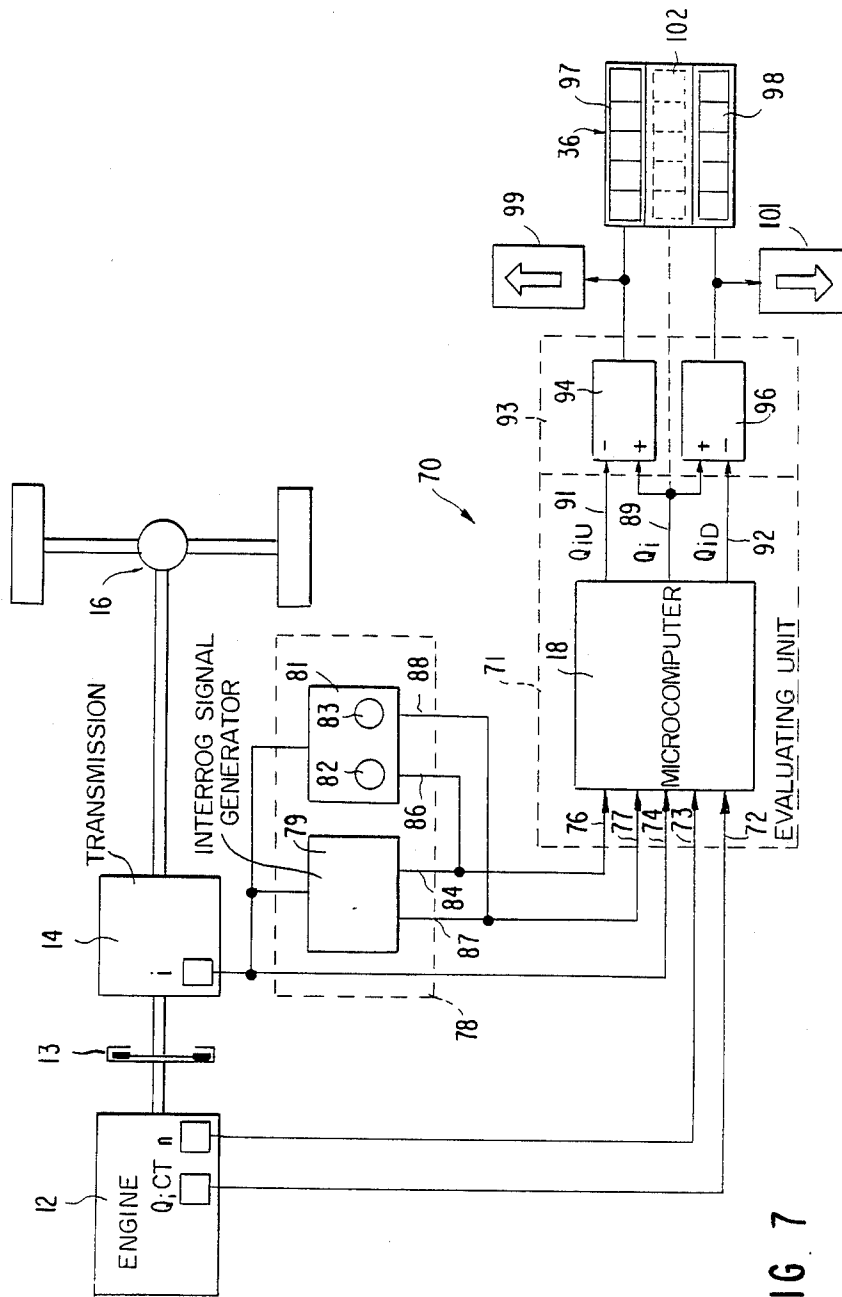 12
ENGINE
Q;CT
n
13
14
TRANSMISSION
i
16
INTERROG SIGNAL
GENERATOR
79
81
82
83
84
86
87
88
78
70
71
76
77
74
73
72
18
MICROCOMPUTER
EVALUATING UNIT
QiU
91
Qi
89
QiD
92
93
94
-
+
96
+
-
99
101
36
97
102
98
IG 7